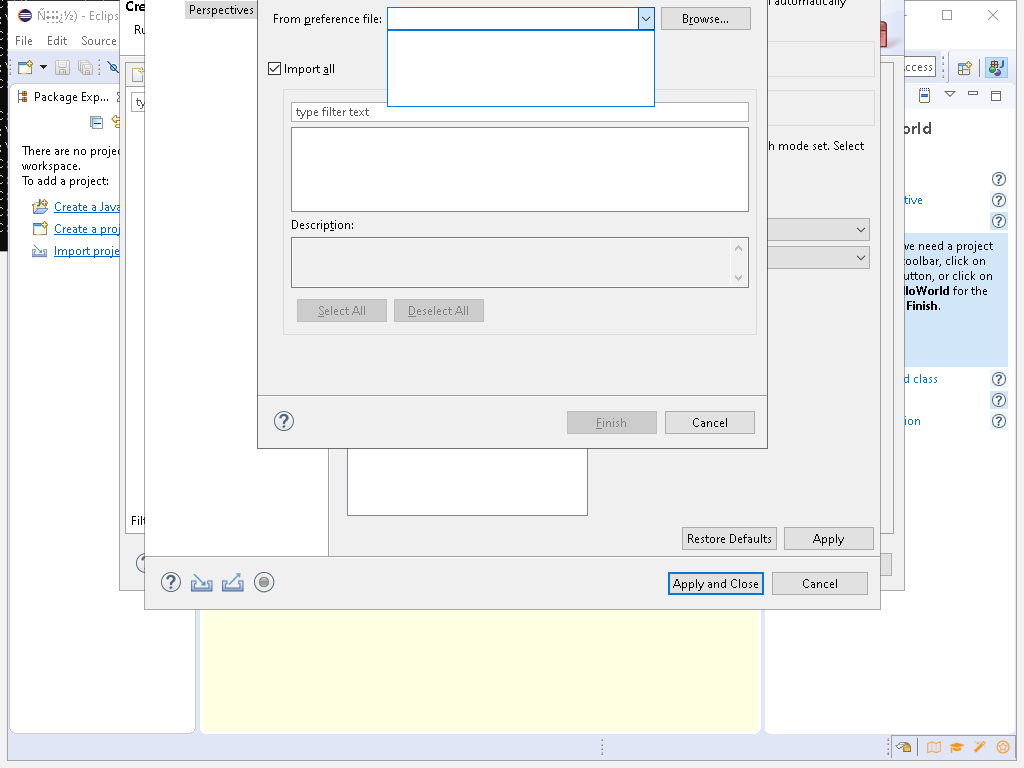 Eclips
File Edit Source
Package Exp...
There are no proje
workspace.
To add a project:
Create a Java
Create a proj
Import proje
Cre
Ru
ty
Filt
Perspectives
From preference file:
Browse...
Import all
type filter text
Description:
Select All
Deselect All
Finish
Cancel
automatically
h mode set. Select
Restore Defaults
Apply
Apply and Close
Cancel
ccess
orld
tive
ve need a project
oolbar, click on
utton, or click on
lloWorld for the
Finish.
d class
ion